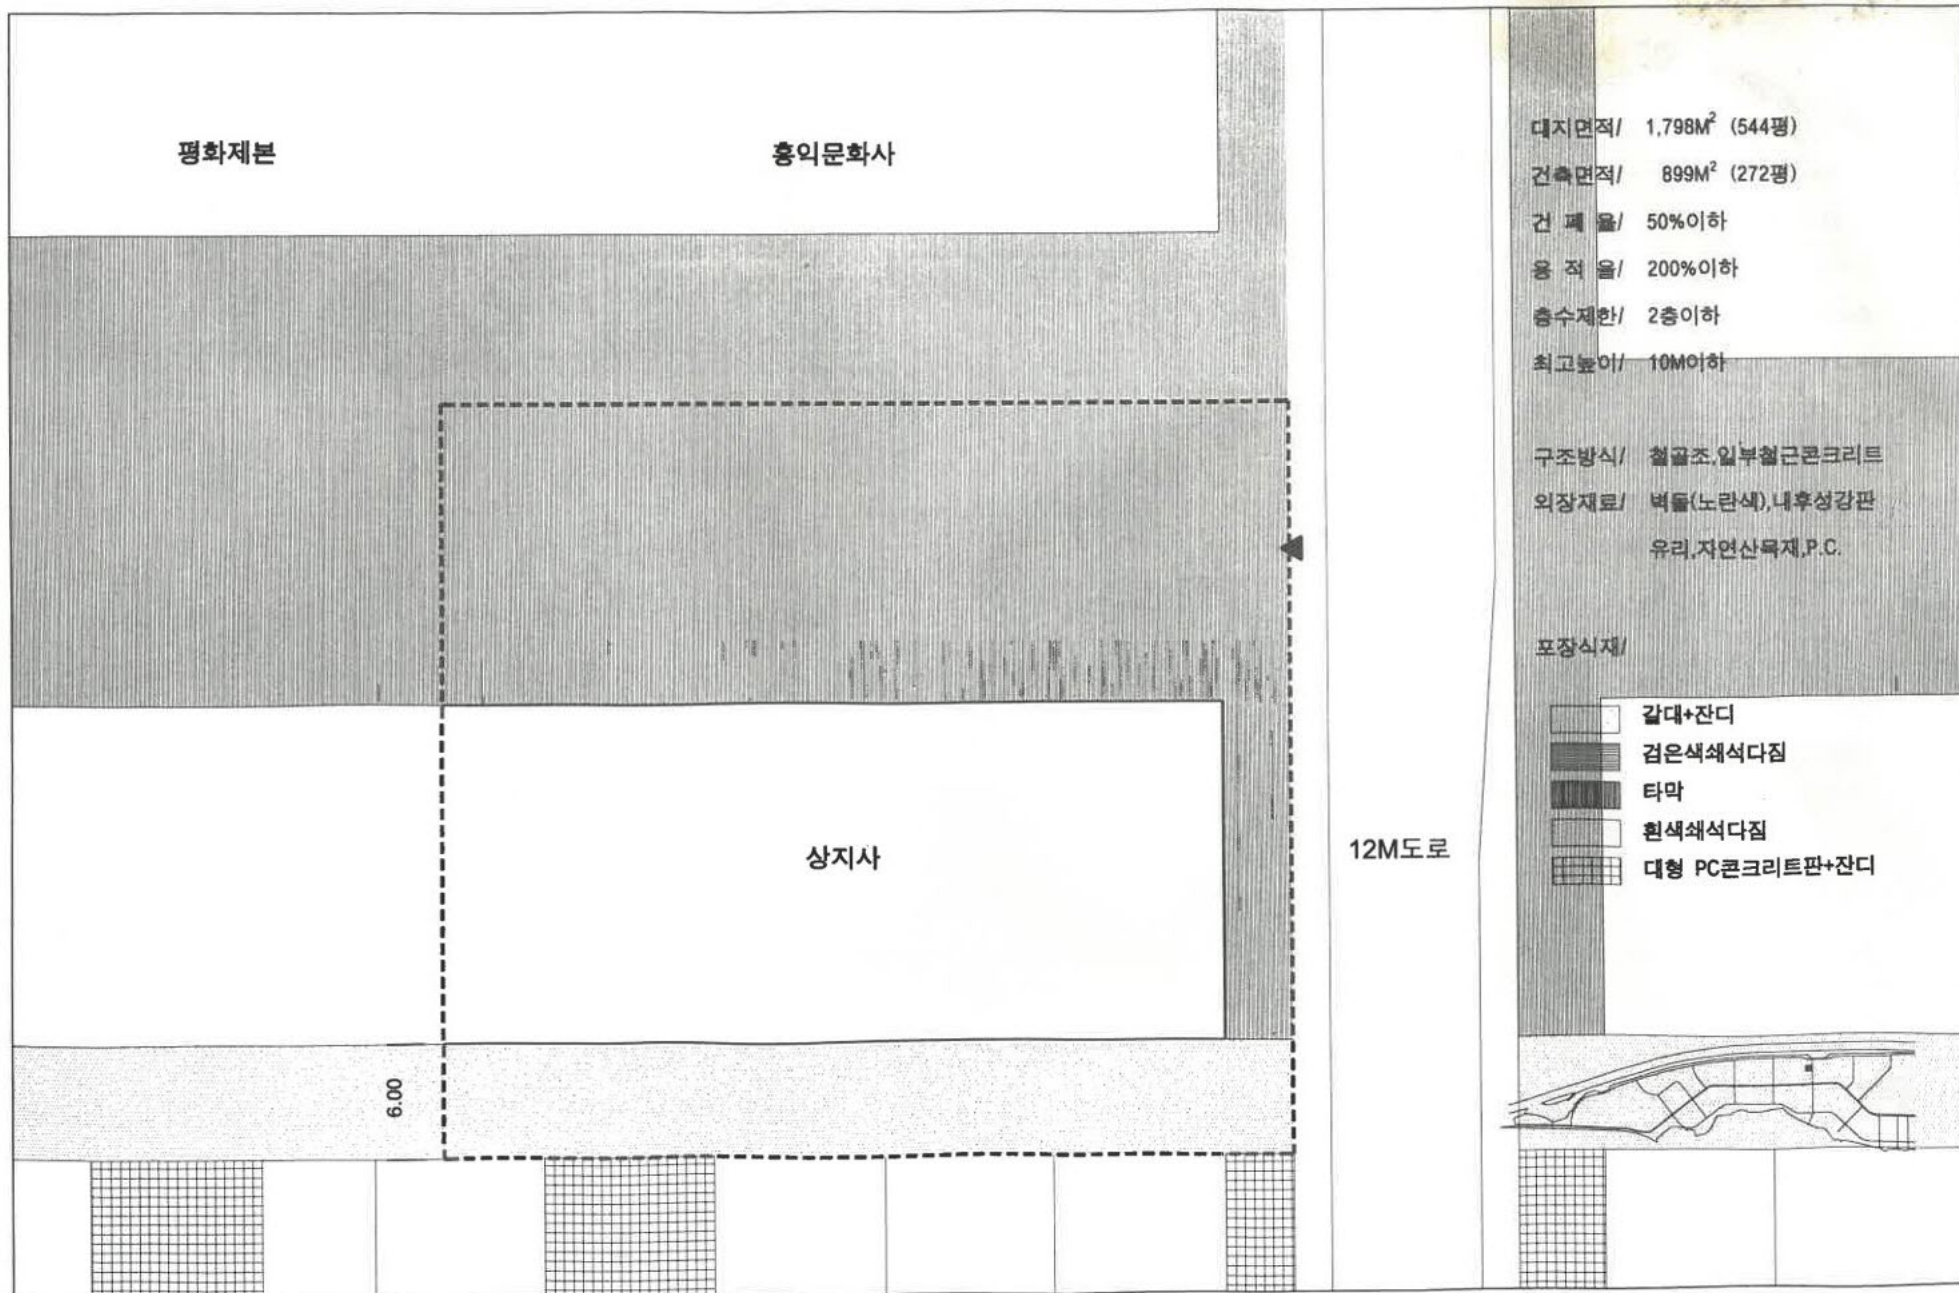 평화제본
홍익문화사
대지면적/ 1,798M² (544평)
건축면적/ 899M² (272평)
건 폐 율/ 50%이하
용 적 율/ 200%이하
층수제한/ 2층이하
최고높이/ 10M이하
구조방식/ 철골조,일부철근콘크리트
외장재료/ 벽돌(노란색),내후성강판
유리,자연산목재,P.C.
포장식재/
갈대+잔디
검은색쇄석다짐
타막
흰색쇄석다짐
대형 PC콘크리트판+잔디
상지사
12M도로
6.00